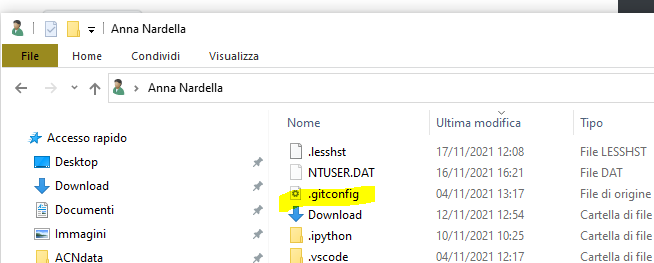 Anna Nardella
File Home Condividi Visualizza
Anna Nardella
Nome Ultima modifica Tipo
Accesso rapido
Desktop
Download
Documenti
Immagini
ACNdata
.lesshst 17/11/2021 12:08 File LESSHST
NTUSER.DAT 16/11/2021 16:21 File DAT
.gitconfig 04/11/2021 13:17 File di origine
Download 12/11/2021 12:54 Cartella di file
.ipython 10/11/2021 10:25 Cartella di file
.vscode 04/11/2021 12:17 Cartella di file